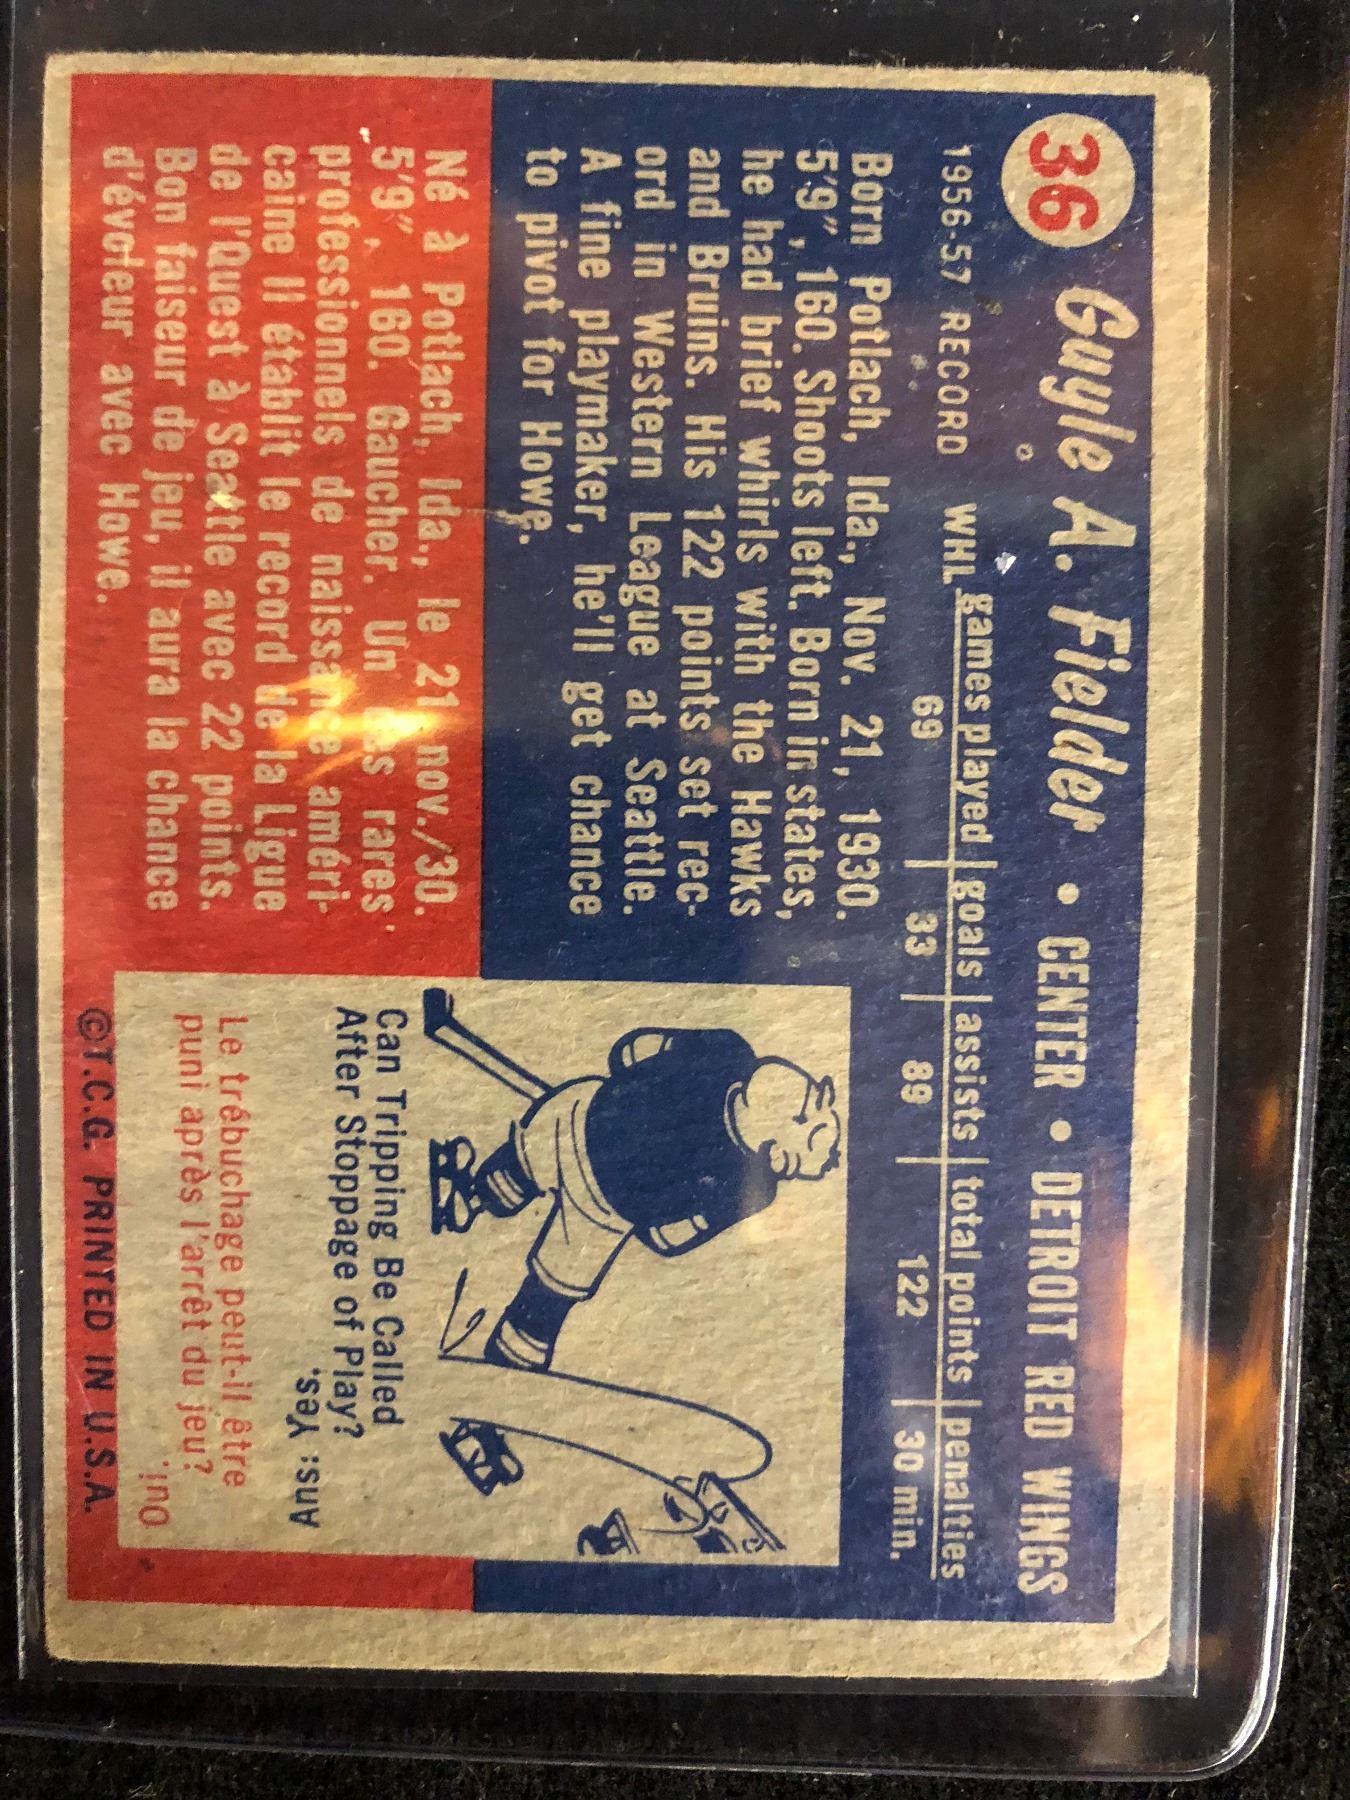 36 Guyle A. Fielder • CENTER • DETROIT RED WINGS
games played goals assists total points penalties
1956-57 RECORD WHL 69 33 89 122 30 min.
Born Potlach, Ida., Nov. 21, 1930.
5'9", 160. Shoots left. Born in states,
he had brief whirls with the Hawks
and Bruins. His 122 points set rec-
ord in Western League at Seattle.
A fine playmaker, he'll get chance
to pivot for Howe.
Né à Potlach, Ida., le 21 nov./30.
5'9", 160. Gaucher. Un des rares
professionnels de naissance améri-
caine Il établit le record de la Ligue
de l'Quest à Seattle avec 22 points.
Bon faiseur de jeu, il aura la chance
d'évorleur avec Howe.
Can Tripping Be Called
After Stoppage of Play?
Ans: Yes.
Le trébuchage peut-il être
puni après l'arrêt du jeu?
Oui.
©T.C.G. PRINTED IN U.S.A.